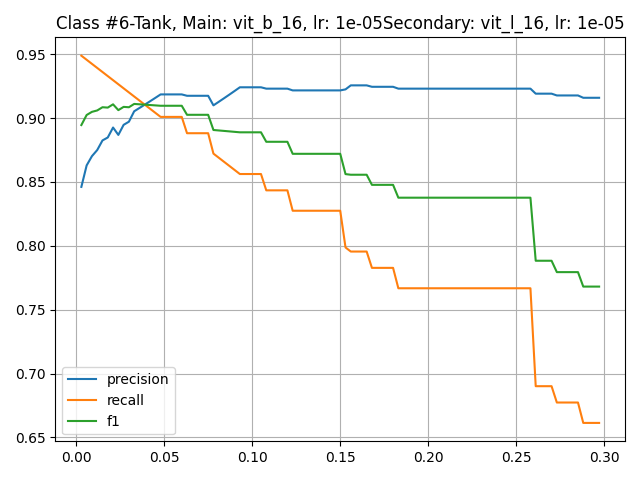 Class #6-Tank, Main: vit_b_16, lr: 1e-05Secondary: vit_l_16, lr: 1e-05
0.95
0.90
0.85
0.80
0.75
0.70
0.65
precision
recall
f1
0.00 0.05 0.10 0.15 0.20 0.25 0.30